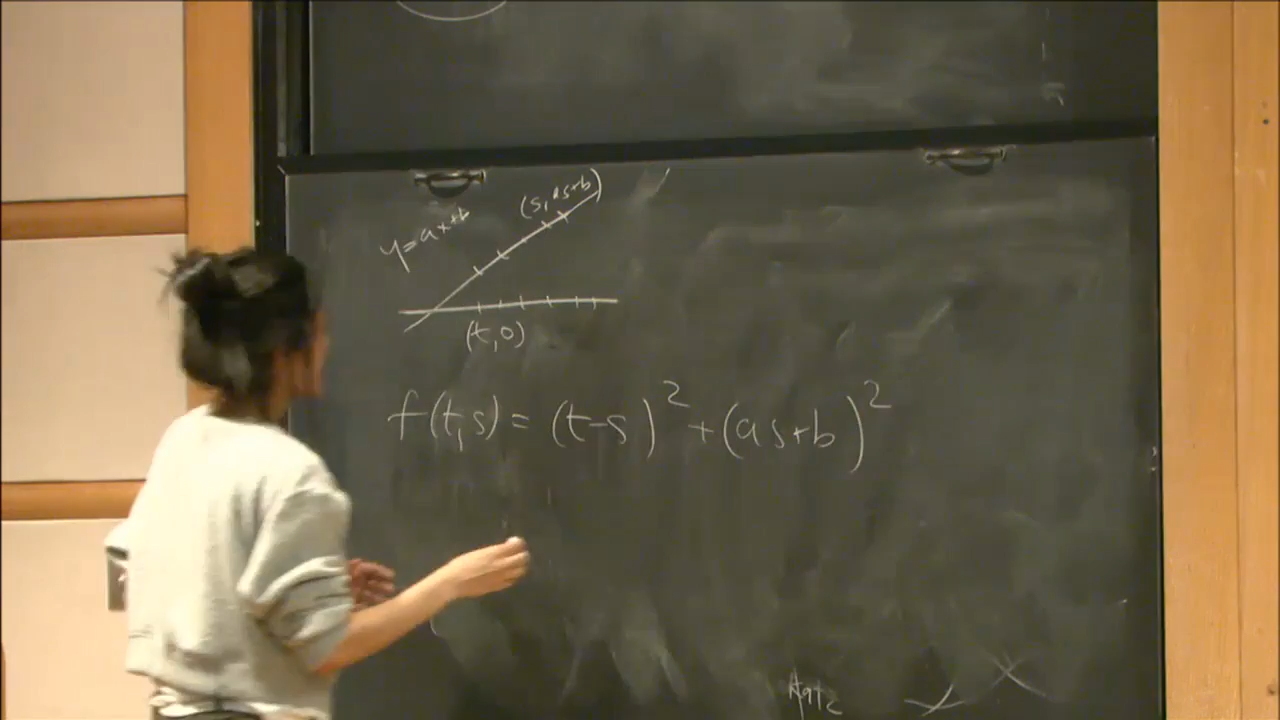 y=ax+b
(s, as+b)
(t,0)
f(t,s) = (t-s)² + (as+b)²